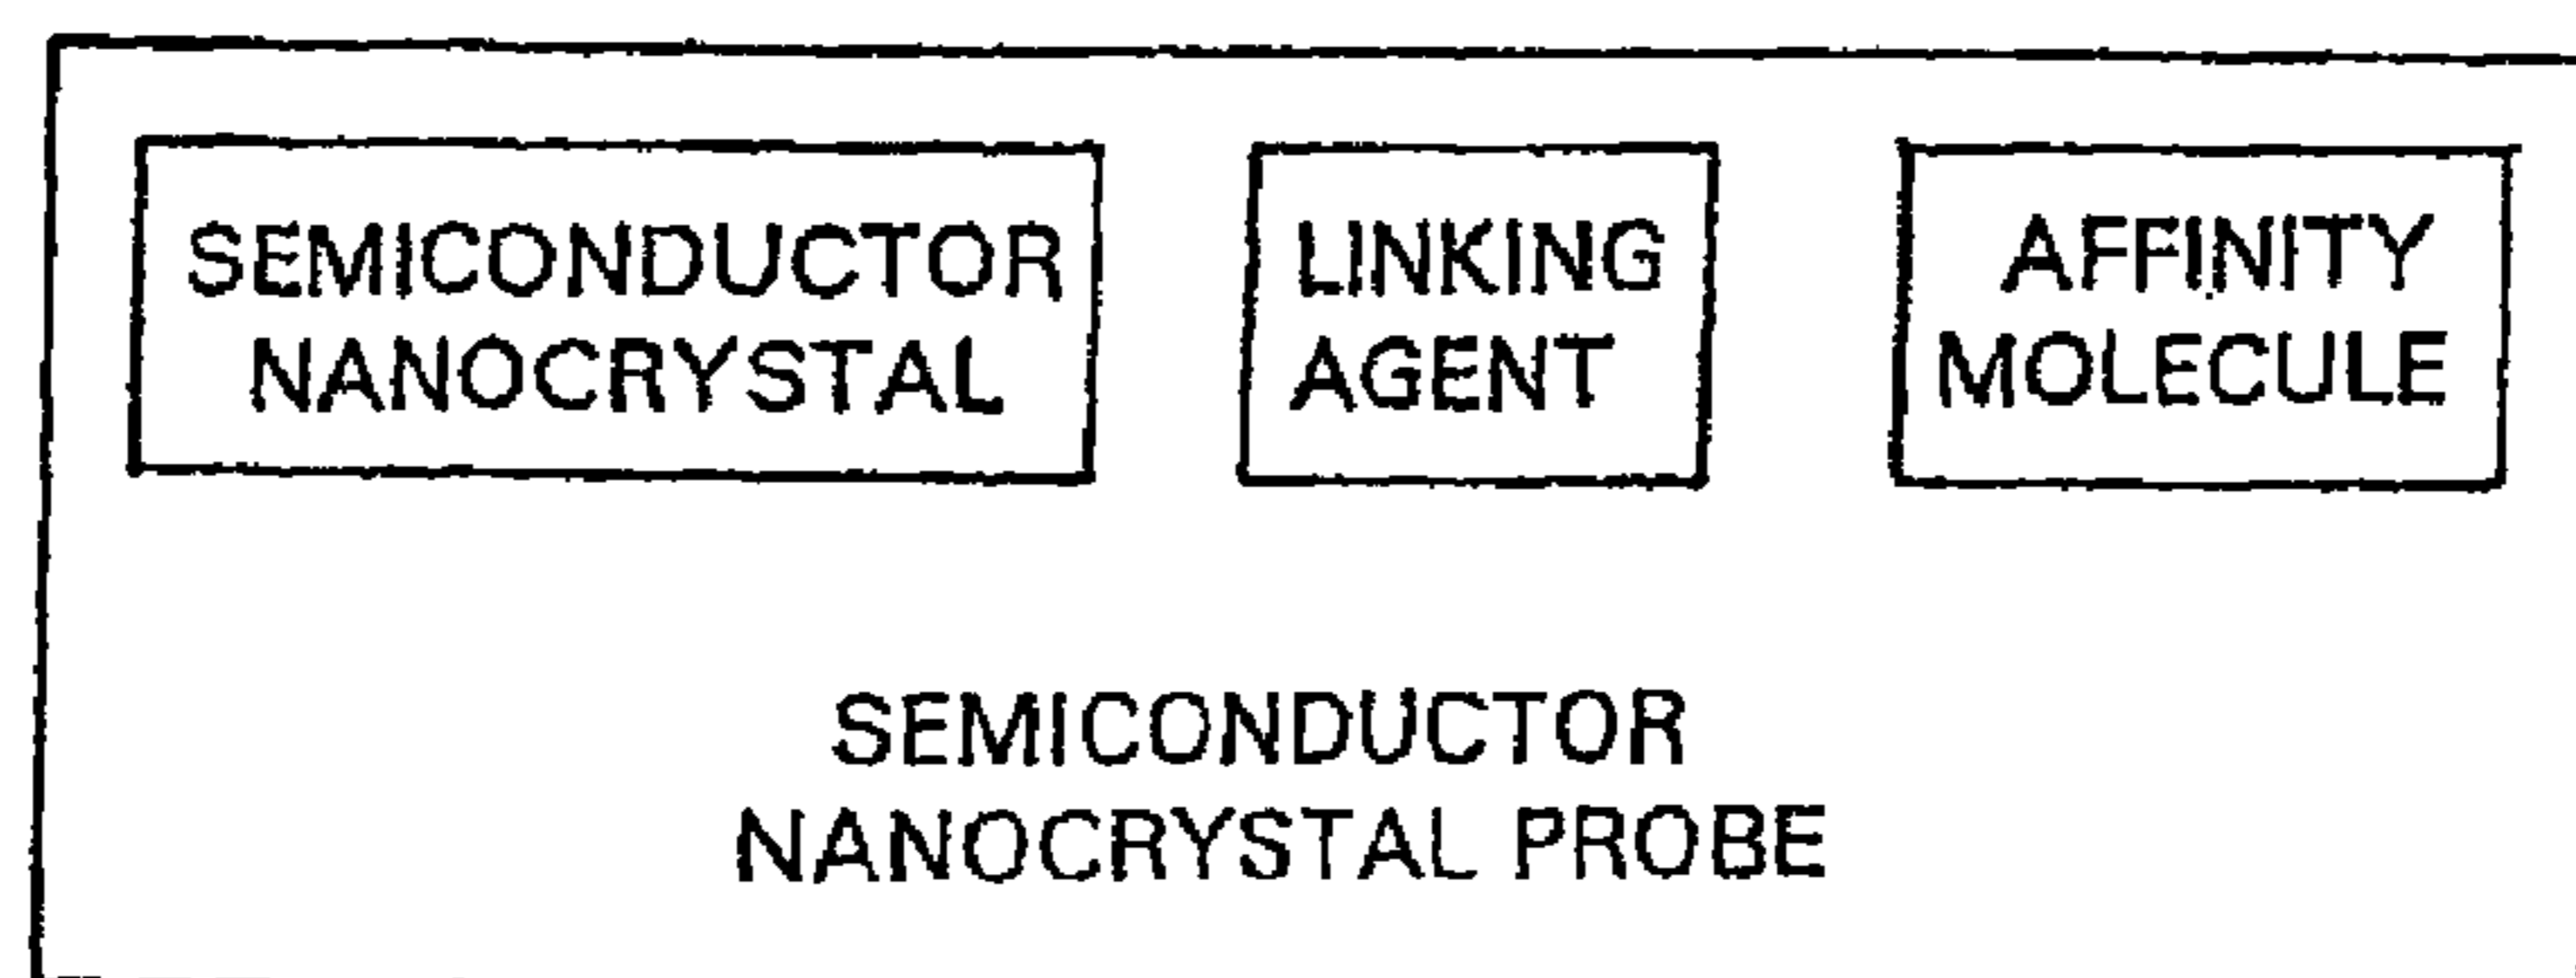 SEMICONDUCTOR
NANOCRYSTAL
LINKING
AGENT
AFFINITY
MOLECULE
SEMICONDUCTOR
NANOCRYSTAL PROBE